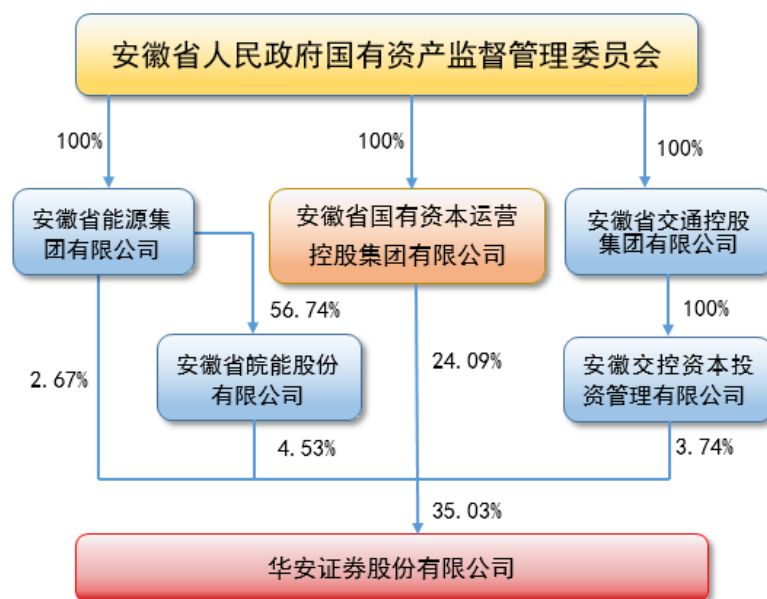 安徽省人民政府国有资产监督管理委员会
100%
100%
100%
安徽省能源集
团有限公司
安徽省国有资本运营
控股集团有限公司
安徽省交通控股
集团有限公司
56.74%
100%
2.67%
安徽省皖能股份
有限公司
24.09%
安徽交控资本投
资管理有限公司
4.53%
3.74%
35.03%
华安证券股份有限公司